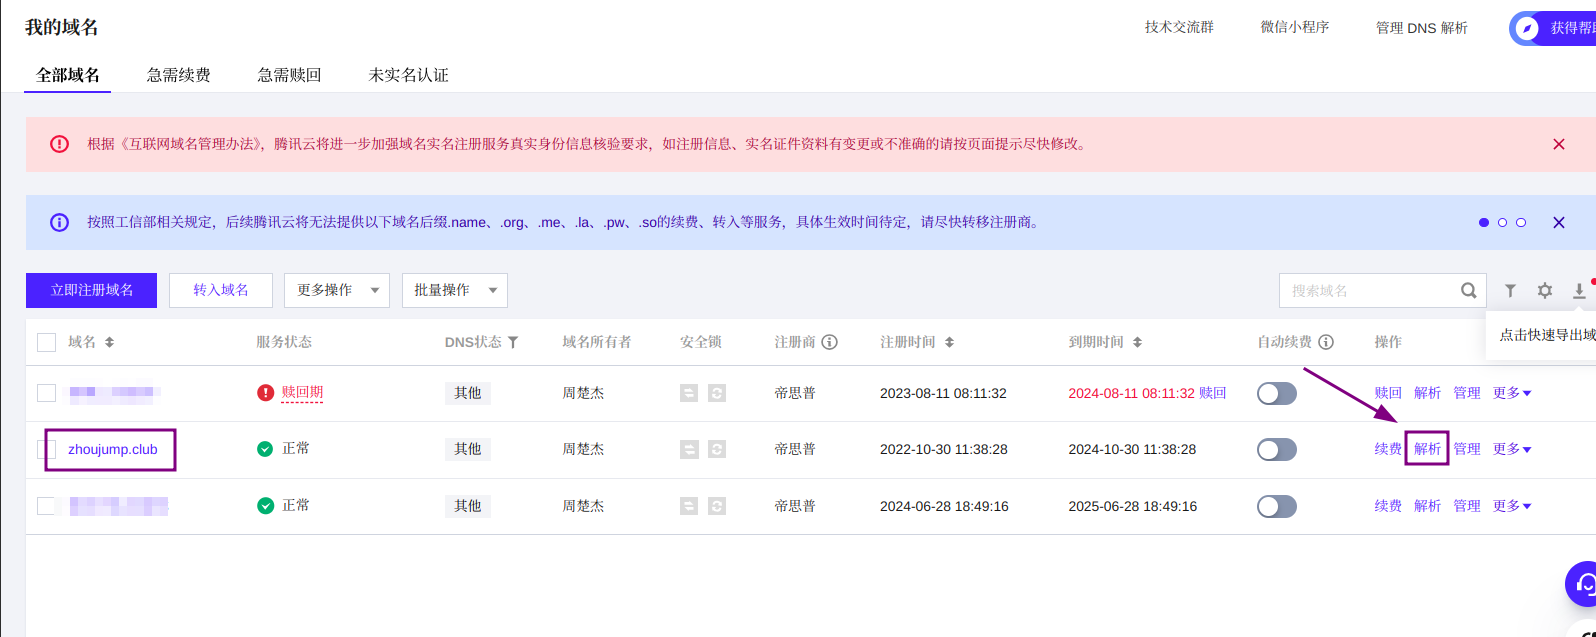 我的域名
技术交流群 微信小程序 管理 DNS 解析
全部域名 急需续费 急需赎回 未实名认证
根据《互联网域名管理办法》，腾讯云将进一步加强域名实名注册服务真实身份信息核验要求，如注册信息、实名证件资料有变更或不准确的请按页面提示尽快修改。
按照工信部相关规定，后续腾讯云将无法提供以下域名后缀.name、.org、.me、.la、.pw、.so的续费、转入等服务，具体生效时间待定，请尽快转移注册商。
立即注册域名 转入域名 更多操作 批量操作 搜索域名
点击快速导出域
域名 服务状态 DNS状态 域名所有者 安全锁 注册商 注册时间 到期时间 自动续费 操作
赎回期 其他 周楚杰 帝思普 2023-08-11 08:11:32 2024-08-11 08:11:32 赎回 赎回 解析 管理 更多
zhoujump.club 正常 其他 周楚杰 帝思普 2022-10-30 11:38:28 2024-10-30 11:38:28 续费 解析 管理 更多
正常 其他 周楚杰 帝思普 2024-06-28 18:49:16 2025-06-28 18:49:16 续费 解析 管理 更多